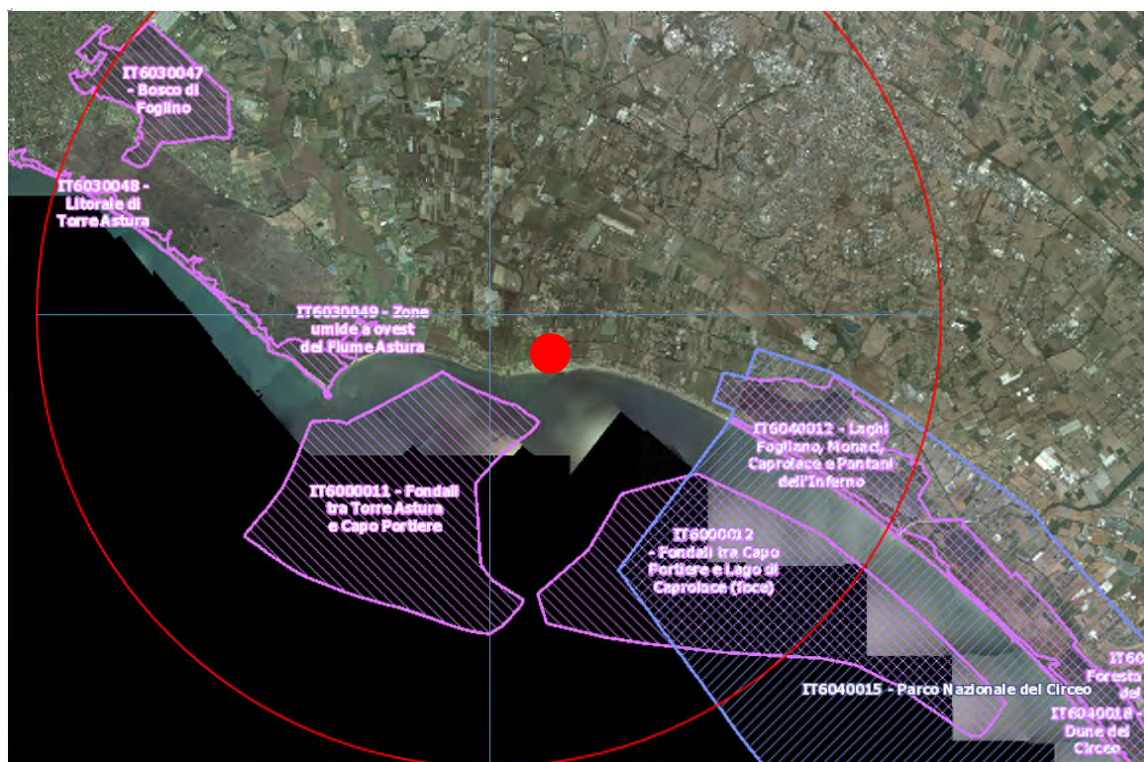 IT6030047
- Bosco di
Foglino
IT6030048 -
Litorale di
Torre Astura
IT6030049 - Zone
umide a ovest
del Fiume Astura
IT6040012 - Laghi
Fogliano, Monaci,
Caprolace e Pantani
dell'Inferno
IT6000011 - Fondali
tra Torre Astura
e Capo Portiere
IT6000012
- Fondali tra Capo
Portiere e Lago di
Caprolace (foce)
IT60
Foresta
del
IT6040015 - Parco Nazionale del Circeo
IT6040018 -
Dune del
Circeo